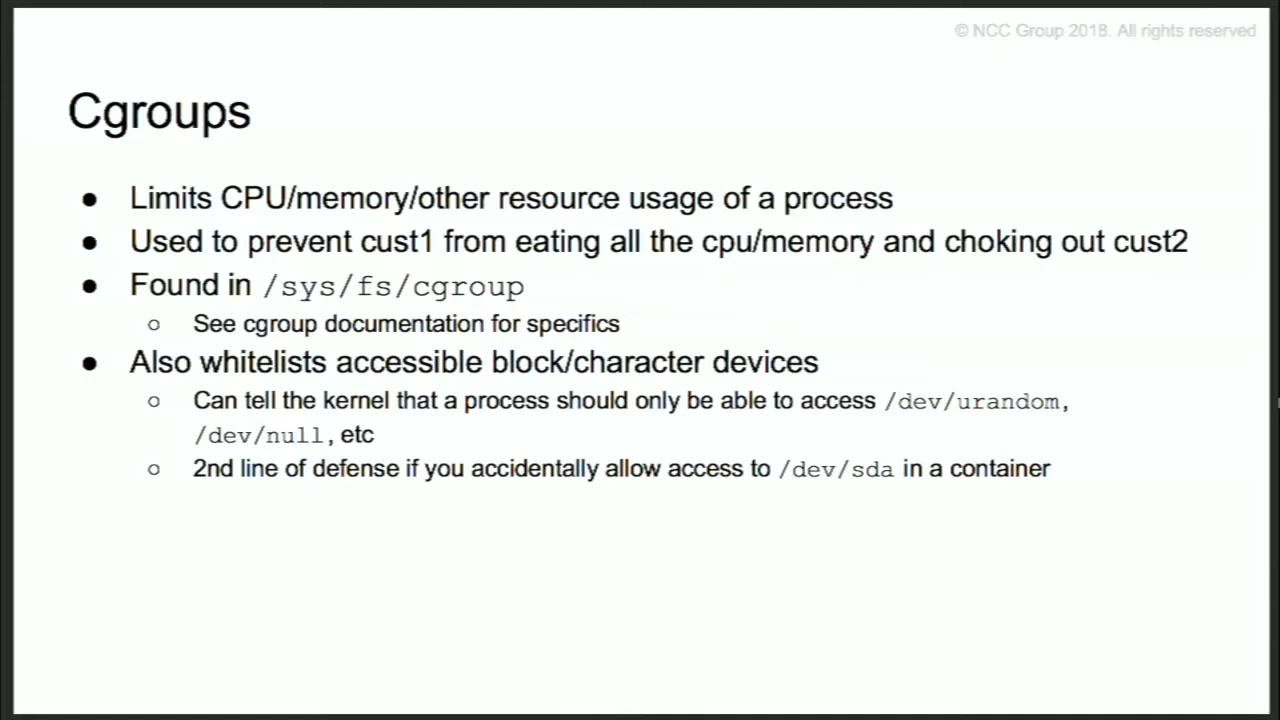 © NCC Group 2018. All rights reserved
Cgroups
● Limits CPU/memory/other resource usage of a process
● Used to prevent cust1 from eating all the cpu/memory and choking out cust2
● Found in /sys/fs/cgroup
○ See cgroup documentation for specifics
● Also whitelists accessible block/character devices
○ Can tell the kernel that a process should only be able to access /dev/urandom,
/dev/null, etc
○ 2nd line of defense if you accidentally allow access to /dev/sda in a container